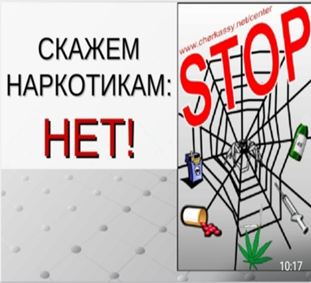 СКАЖЕМ
НАРКОТИКАМ:
НЕТ!
www.cherkassy.net/center
STOP
10:17